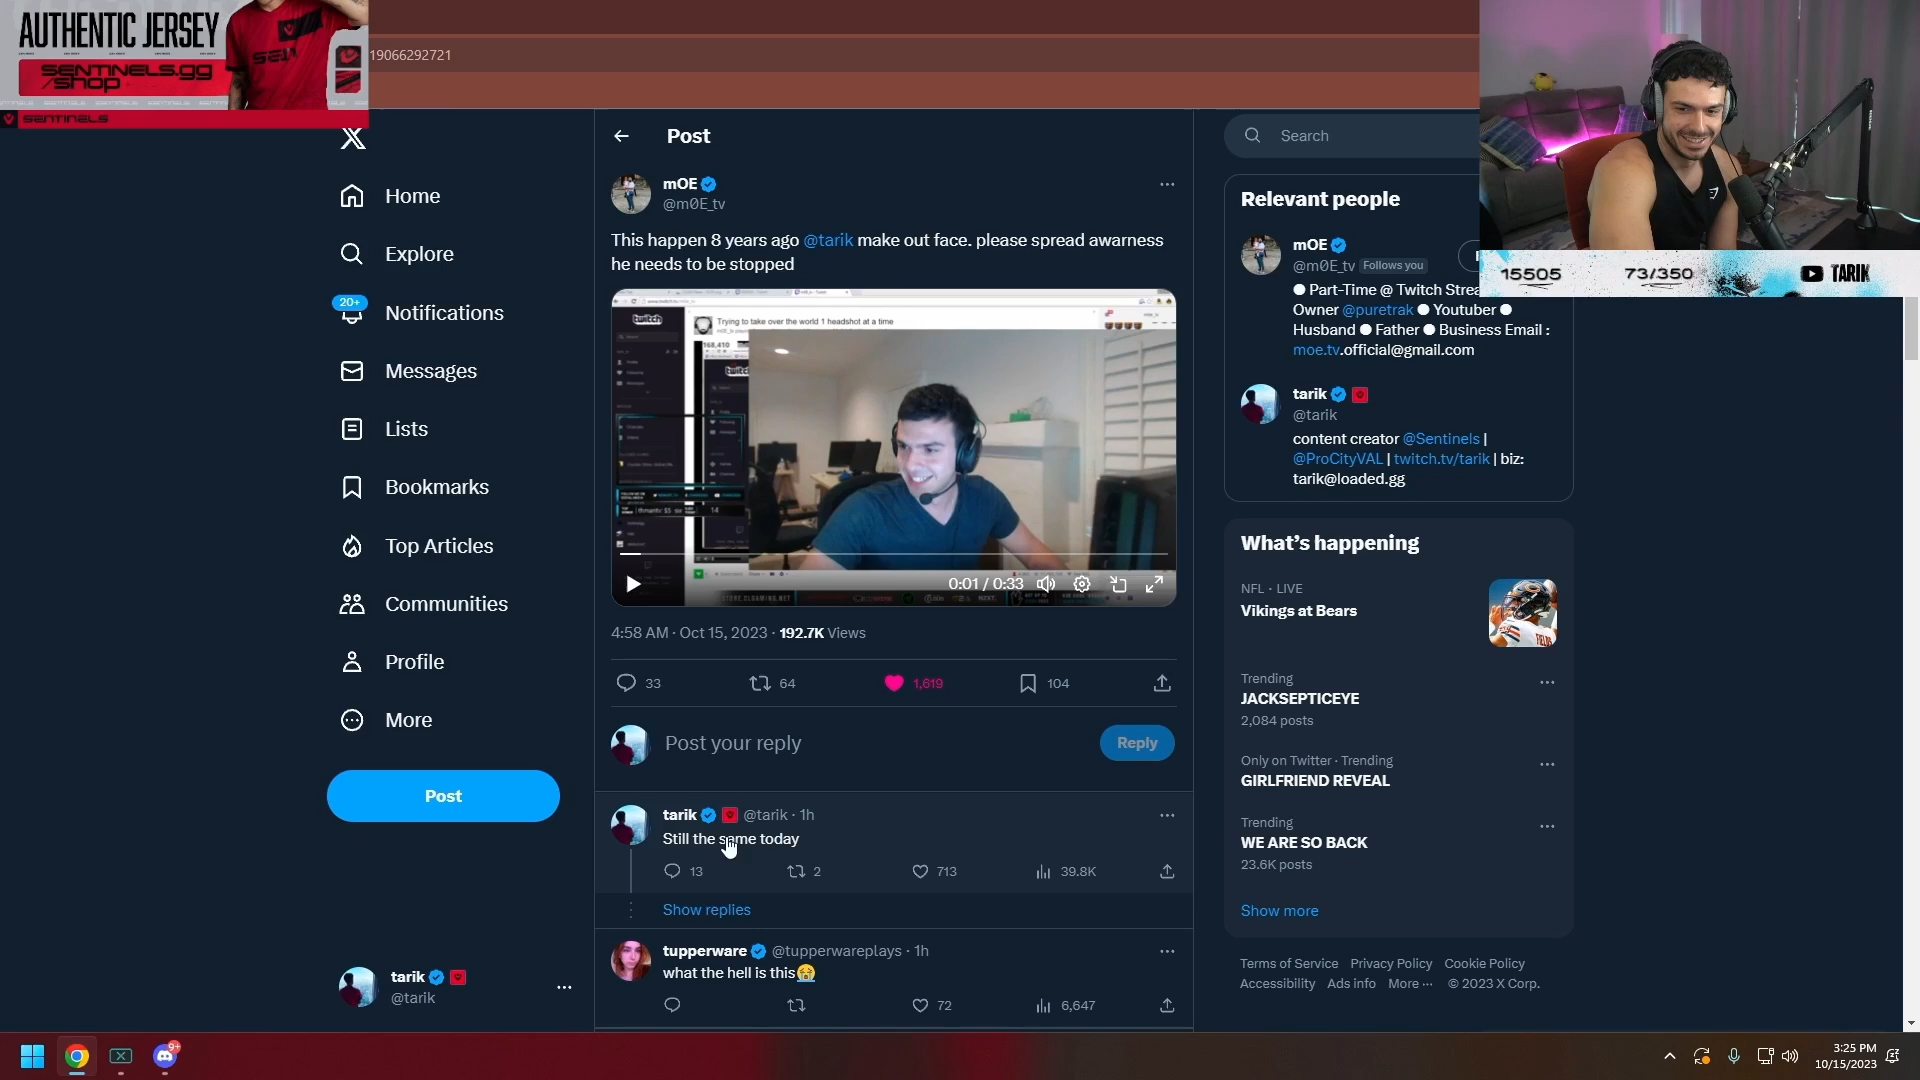 AUTHENTIC JERSEY
SENTINELS.gg
/SHOP
SENTINELS
19066292721
Home
Explore
20+
Notifications
Messages
Lists
Bookmarks
Top Articles
Communities
Profile
More
Post
tarik
@tarik
Post
mOE
@m0E_tv
This happen 8 years ago @tarik make out face. please spread awarness
he needs to be stopped
twitch
Trying to take over the world 1 headshot at a time
168,410
0:01 / 0:33
4:58 AM · Oct 15, 2023 · 192.7K Views
33
64
1,619
104
Post your reply
Reply
tarik @tarik · 1h
Still the same today
13
2
713
39.8K
Show replies
tupperware @tupperwareplays · 1h
what the hell is this😭
72
6,647
Search
Relevant people
mOE
@m0E_tv Follows you
● Part-Time @ Twitch Strea
Owner @puretrak ● Youtuber ●
Husband ● Father ● Business Email :
moe.tv.official@gmail.com
tarik
@tarik
content creator @Sentinels |
@ProCityVAL | twitch.tv/tarik | biz:
tarik@loaded.gg
What's happening
NFL · LIVE
Vikings at Bears
Trending
JACKSEPTICEYE
2,084 posts
Only on Twitter · Trending
GIRLFRIEND REVEAL
Trending
WE ARE SO BACK
23.6K posts
Show more
Terms of Service Privacy Policy Cookie Policy
Accessibility Ads info More ··· © 2023 X Corp.
15505
73/350
TARIK
9+
3:25 PM
10/15/2023